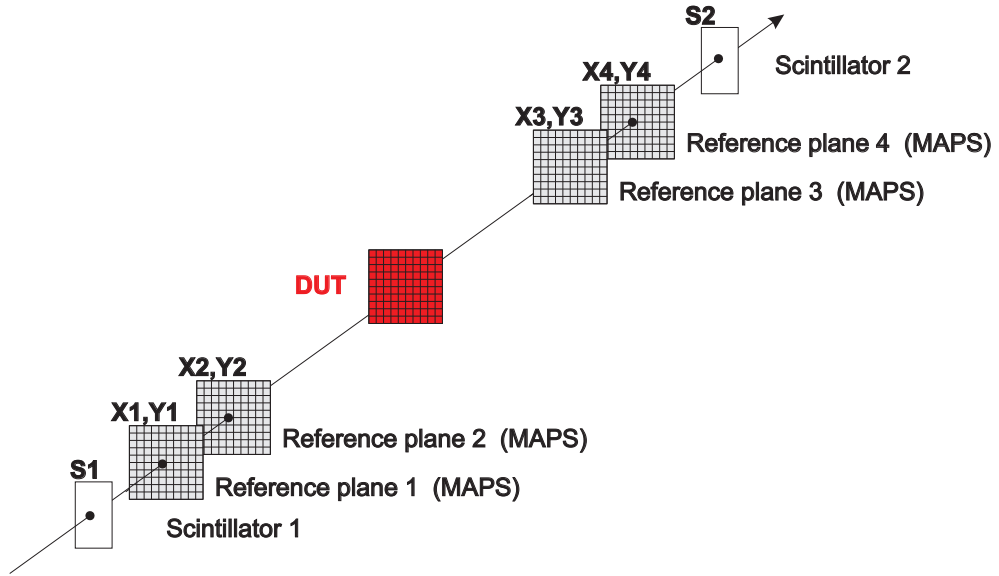 S2
Scintillator 2
X4,Y4
X3,Y3
Reference plane 4 (MAPS)
Reference plane 3 (MAPS)
DUT
X2,Y2
X1,Y1
Reference plane 2 (MAPS)
S1
Reference plane 1 (MAPS)
Scintillator 1